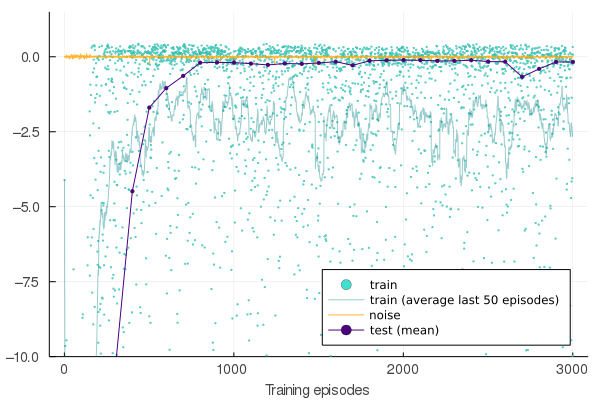 0.0
−2.5
−5.0
−7.5
−10.0
0
1000
2000
3000
Training episodes
train
train (average last 50 episodes)
noise
test (mean)